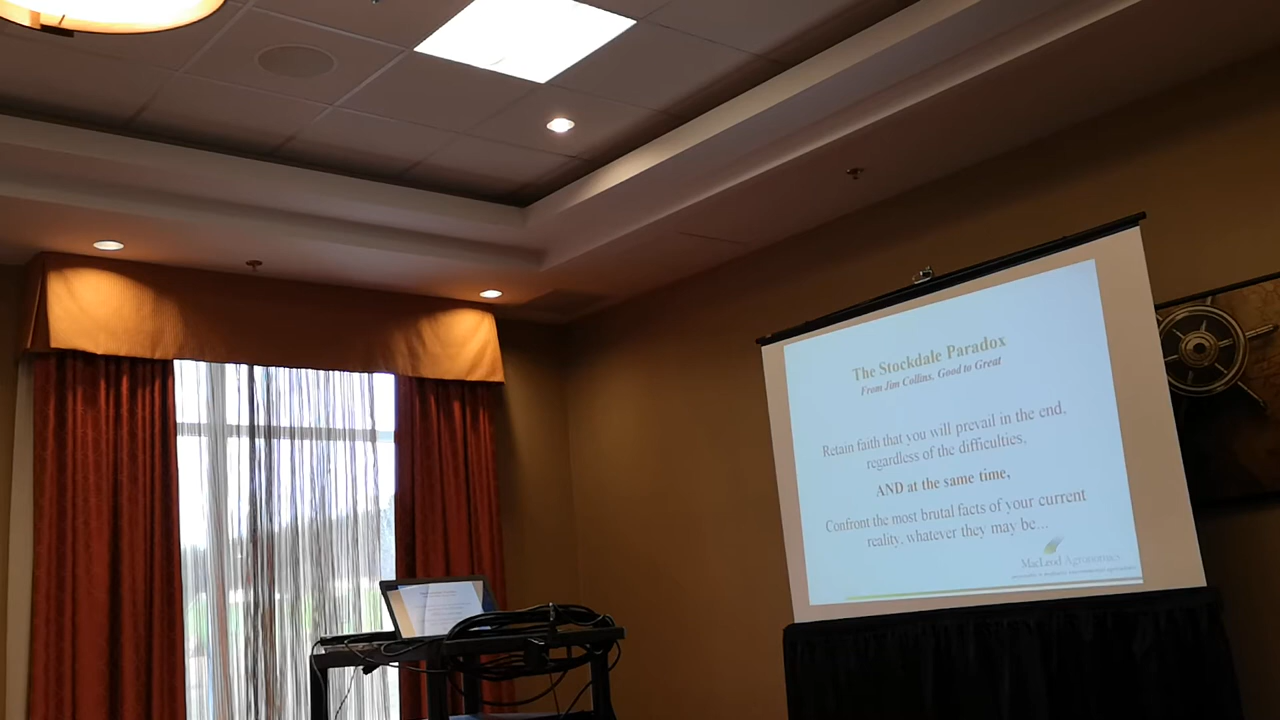 The Stockdale Paradox
From Jim Collins, Good to Great
Retain faith that you will prevail in the end,
regardless of the difficulties,
AND at the same time,
Confront the most brutal facts of your current
reality, whatever they may be…
MacLeod Agronomics